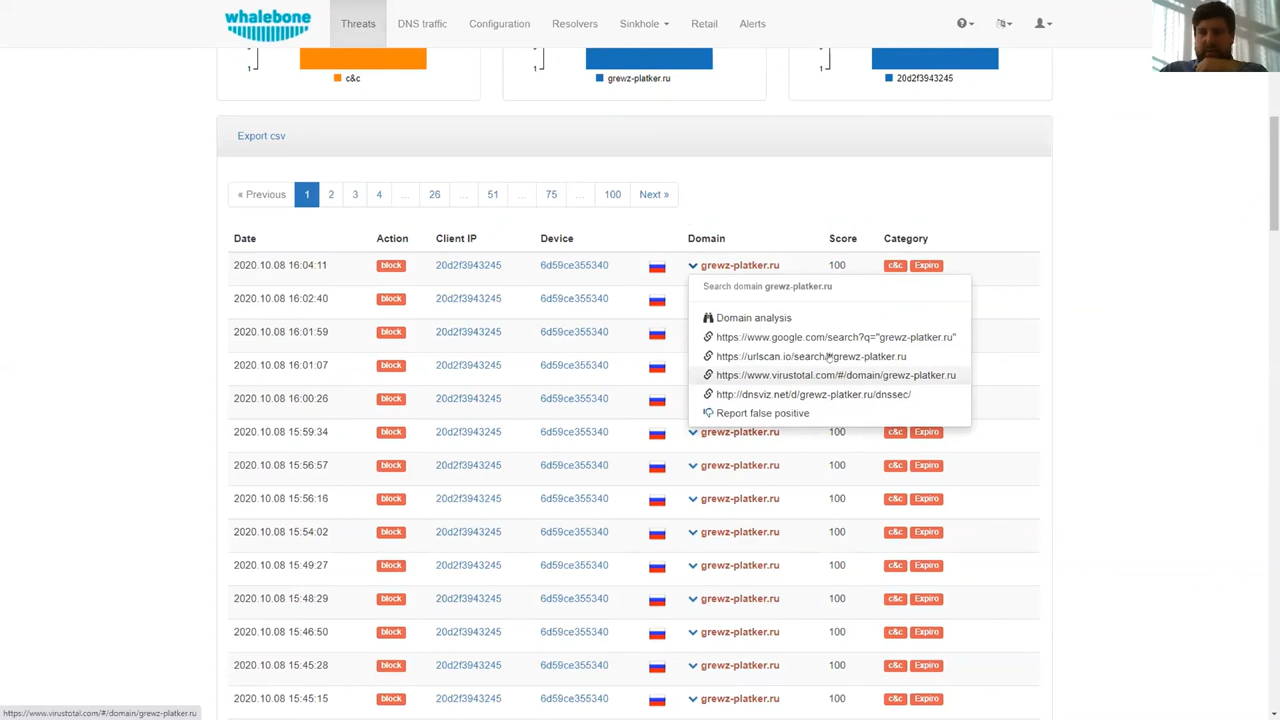 whalebone
Threats
DNS traffic
Configuration
Resolvers
Sinkhole
Retail
Alerts
1
c&c
1
grewz-platker.ru
1
20d2f3943245
Export csv
« Previous 1 2 3 4 ... 26 ... 51 ... 75 ... 100 Next »
Date Action Client IP Device Domain Score Category
2020.10.08 16:04:11 block 20d2f3943245 6d59ce355340 grewz-platker.ru 100 c&c Expiro
Search domain grewz-platker.ru
2020.10.08 16:02:40 block 20d2f3943245 6d59ce355340 100 c&c Expiro
Domain analysis
2020.10.08 16:01:59 block 20d2f3943245 6d59ce355340 100 c&c Expiro
https://www.google.com/search?q="grewz-platker.ru"
https://urlscan.io/search/#grewz-platker.ru
2020.10.08 16:01:07 block 20d2f3943245 6d59ce355340
https://www.virustotal.com/#/domain/grewz-platker.ru
http://dnsviz.net/d/grewz-platker.ru/dnssec/
2020.10.08 16:00:26 block 20d2f3943245 6d59ce355340
Report false positive
2020.10.08 15:59:34 block 20d2f3943245 6d59ce355340 grewz-platker.ru 100 c&c Expiro
2020.10.08 15:56:57 block 20d2f3943245 6d59ce355340 grewz-platker.ru 100 c&c Expiro
2020.10.08 15:56:16 block 20d2f3943245 6d59ce355340 grewz-platker.ru 100 c&c Expiro
2020.10.08 15:54:02 block 20d2f3943245 6d59ce355340 grewz-platker.ru 100 c&c Expiro
2020.10.08 15:49:27 block 20d2f3943245 6d59ce355340 grewz-platker.ru 100 c&c Expiro
2020.10.08 15:48:29 block 20d2f3943245 6d59ce355340 grewz-platker.ru 100 c&c Expiro
2020.10.08 15:46:50 block 20d2f3943245 6d59ce355340 grewz-platker.ru 100 c&c Expiro
2020.10.08 15:45:28 block 20d2f3943245 6d59ce355340 grewz-platker.ru 100 c&c Expiro
2020.10.08 15:45:15 block 20d2f3943245 6d59ce355340 grewz-platker.ru 100 c&c Expiro
https://www.virustotal.com/#/domain/grewz-platker.ru